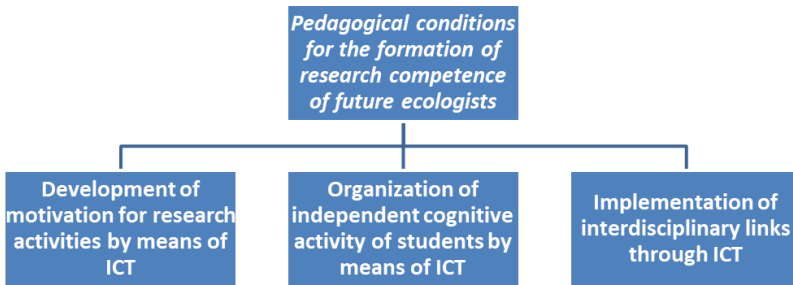 Pedagogical conditions
for the formation of
research competence
of future ecologists
Development of
motivation for research
activities by means of
ICT
Organization of
independent cognitive
activity of students by
means of ICT
Implementation of
interdisciplinary links
through ICT